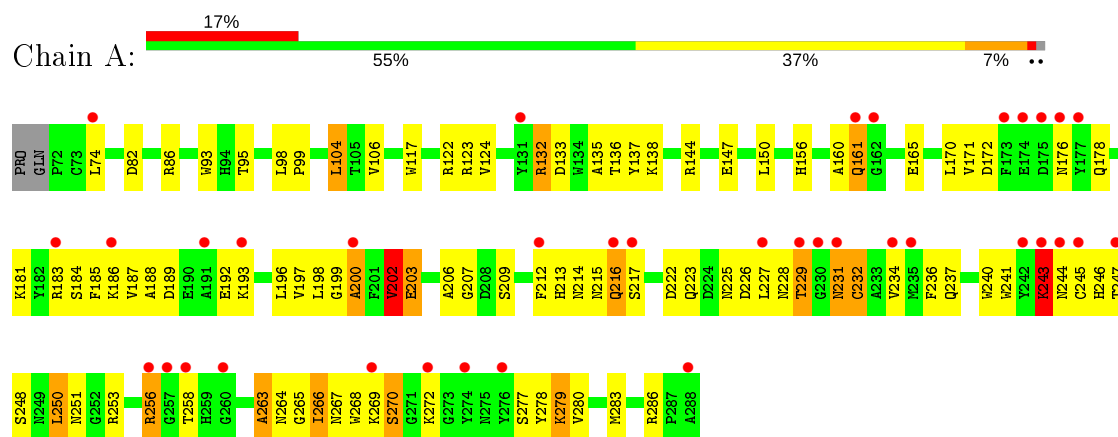 17%
Chain A:
55% 37% 7% ••
PRO GLN P72 C73 L74 D82 R86 W93 H94 T95 L98 P99 L104 T105 V106 W117 R122 R123 V124 Y131 R132 D133 W134 A135 T136 Y137 K138 R144 E147 L150 H156 A160 Q161 G162 E165 L170 V171 D172 F173 E174 D175 N176 Y177 Q178
K181 Y182 R183 S184 F185 K186 V187 A188 D189 E190 A191 E192 K193 L196 V197 L198 G199 A200 F201 V202 E203 A206 G207 D208 S209 F212 H213 N214 N215 Q216 S217 D222 Q223 D224 N225 D226 L227 N228 T229 G230 N231 C232 A233 V234 M235 F236 Q237 W240 W241 Y242 K243 N244 C245 H246 T247
S248 N249 L250 N251 G252 R253 R256 G257 T258 H259 G260 A263 N264 G265 I266 N267 W268 K269 S270 G271 K272 G273 Y274 N275 Y276 S277 Y278 K279 V280 M283 R286 P287 A288